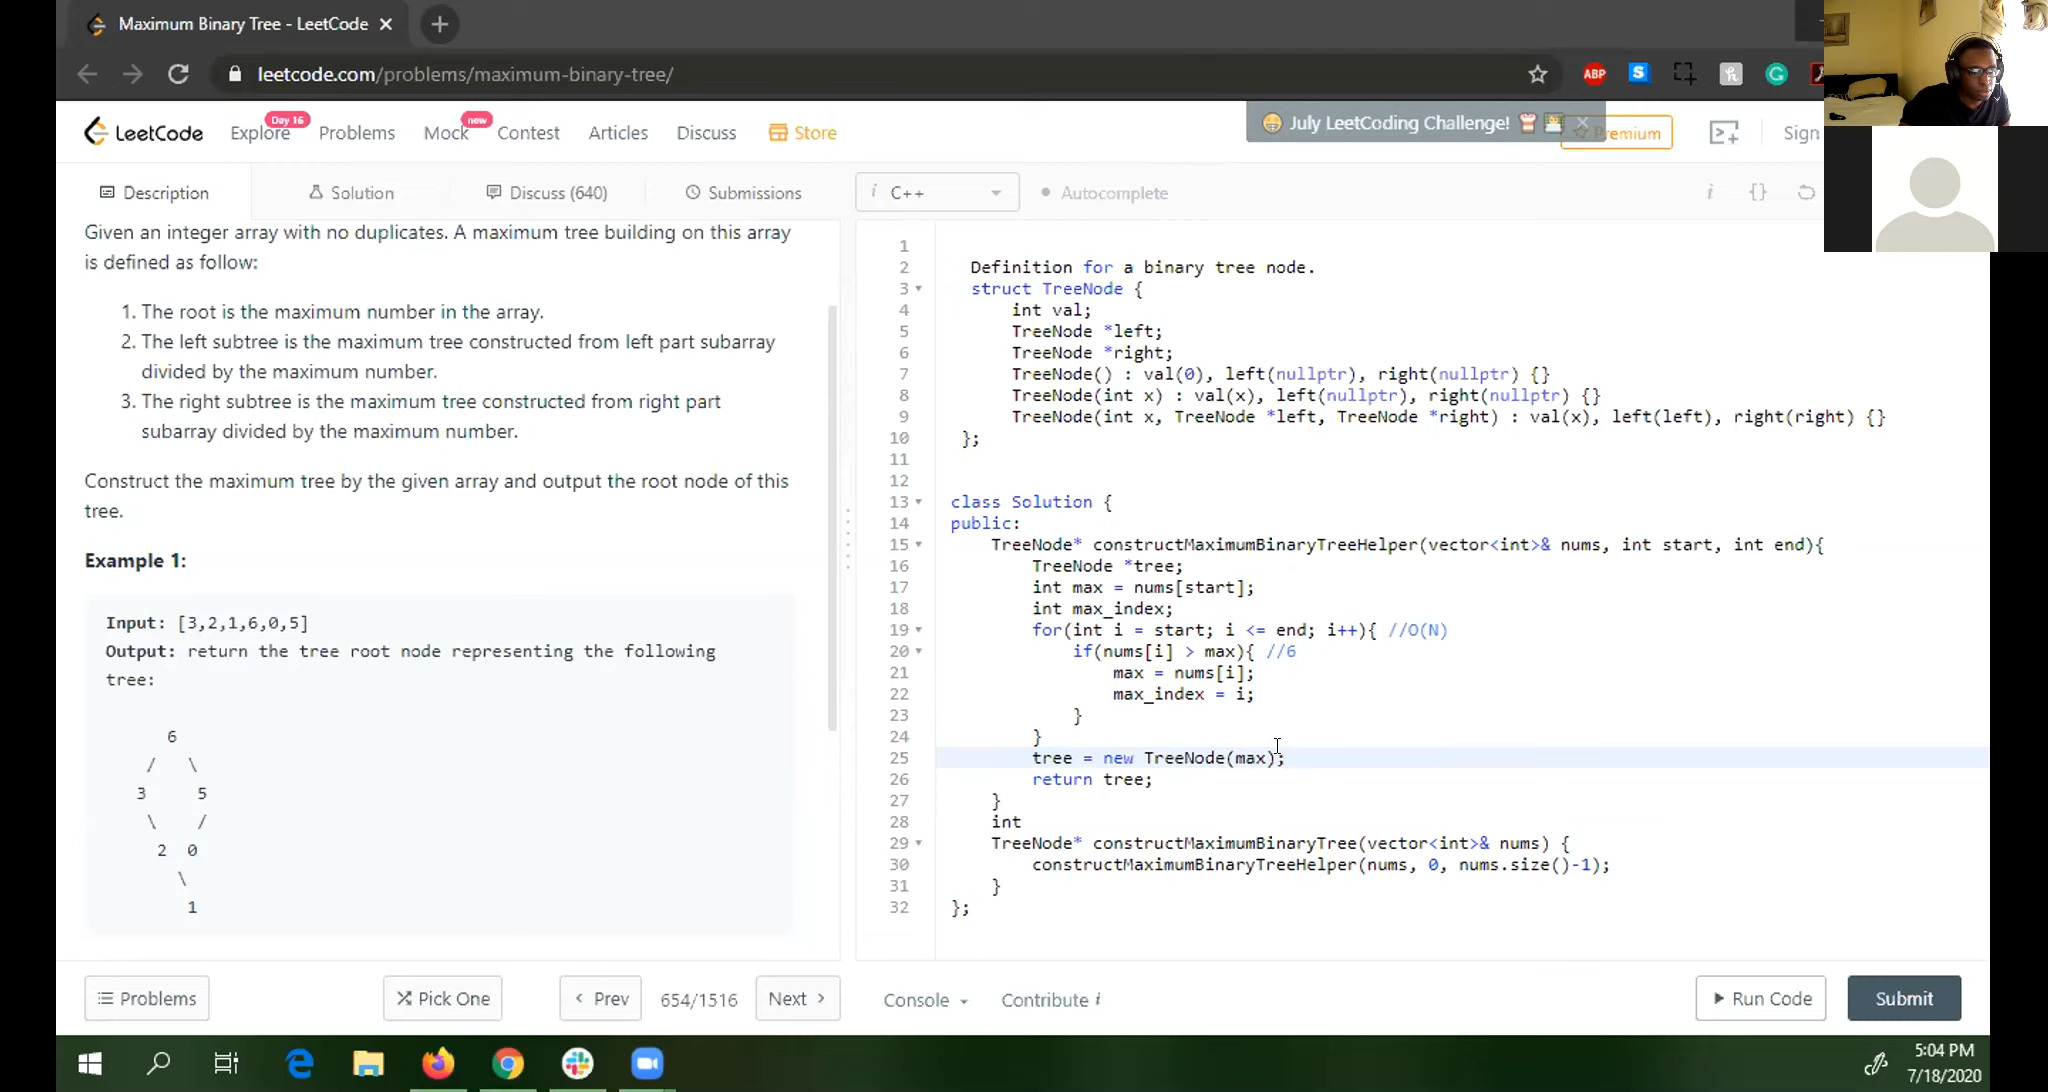 Maximum Binary Tree - LeetCode
leetcode.com/problems/maximum-binary-tree/
ABP
LeetCode Explore Day 16 Problems Mock new Contest Articles Discuss Store
July LeetCoding Challenge!
Premium
Sign
Description Solution Discuss (640) Submissions
i C++ Autocomplete i {}
Given an integer array with no duplicates. A maximum tree building on this array
is defined as follow:
1. The root is the maximum number in the array.
2. The left subtree is the maximum tree constructed from left part subarray
divided by the maximum number.
3. The right subtree is the maximum tree constructed from right part
subarray divided by the maximum number.
Construct the maximum tree by the given array and output the root node of this
tree.
Example 1:
Input: [3,2,1,6,0,5]
Output: return the tree root node representing the following
tree:
6
/ \
3 5
\ /
2 0
\
1
1
2 Definition for a binary tree node.
3 struct TreeNode {
4 int val;
5 TreeNode *left;
6 TreeNode *right;
7 TreeNode() : val(0), left(nullptr), right(nullptr) {}
8 TreeNode(int x) : val(x), left(nullptr), right(nullptr) {}
9 TreeNode(int x, TreeNode *left, TreeNode *right) : val(x), left(left), right(right) {}
10 };
11
12
13 class Solution {
14 public:
15 TreeNode* constructMaximumBinaryTreeHelper(vector<int>& nums, int start, int end){
16 TreeNode *tree;
17 int max = nums[start];
18 int max_index;
19 for(int i = start; i <= end; i++){ //O(N)
20 if(nums[i] > max){ //6
21 max = nums[i];
22 max_index = i;
23 }
24 }
25 tree = new TreeNode(max);
26 return tree;
27 }
28 int
29 TreeNode* constructMaximumBinaryTree(vector<int>& nums) {
30 constructMaximumBinaryTreeHelper(nums, 0, nums.size()-1);
31 }
32 };
Problems Pick One < Prev 654/1516 Next >
Console Contribute i Run Code Submit
5:04 PM
7/18/2020